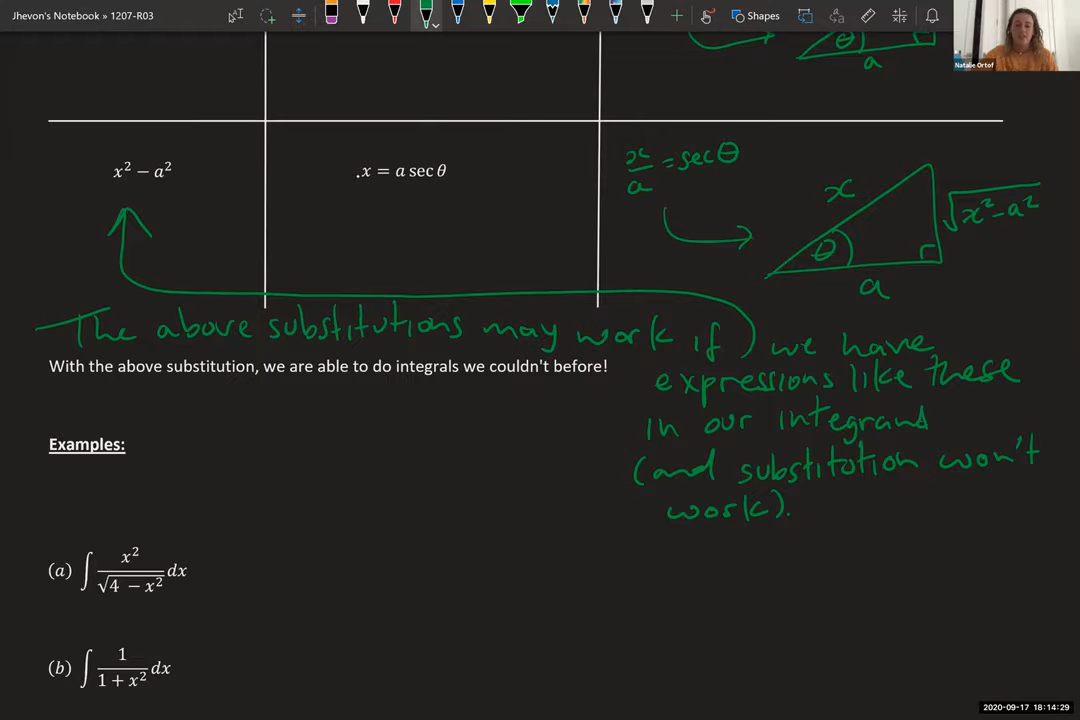 Jhevon's Notebook » 1207-R03
Shapes
Natalie Ortof
θ
a
x² − a²
.x = a sec θ
x/a = sec θ
x
√x² − a²
θ
a
The above substitutions may work if we have
expressions like these
in our integrand
(and substitution won't
work).
With the above substitution, we are able to do integrals we couldn't before!
Examples:
(a) ∫ x²/√4 − x² dx
(b) ∫ 1/1 + x² dx
2020-09-17 18:14:29